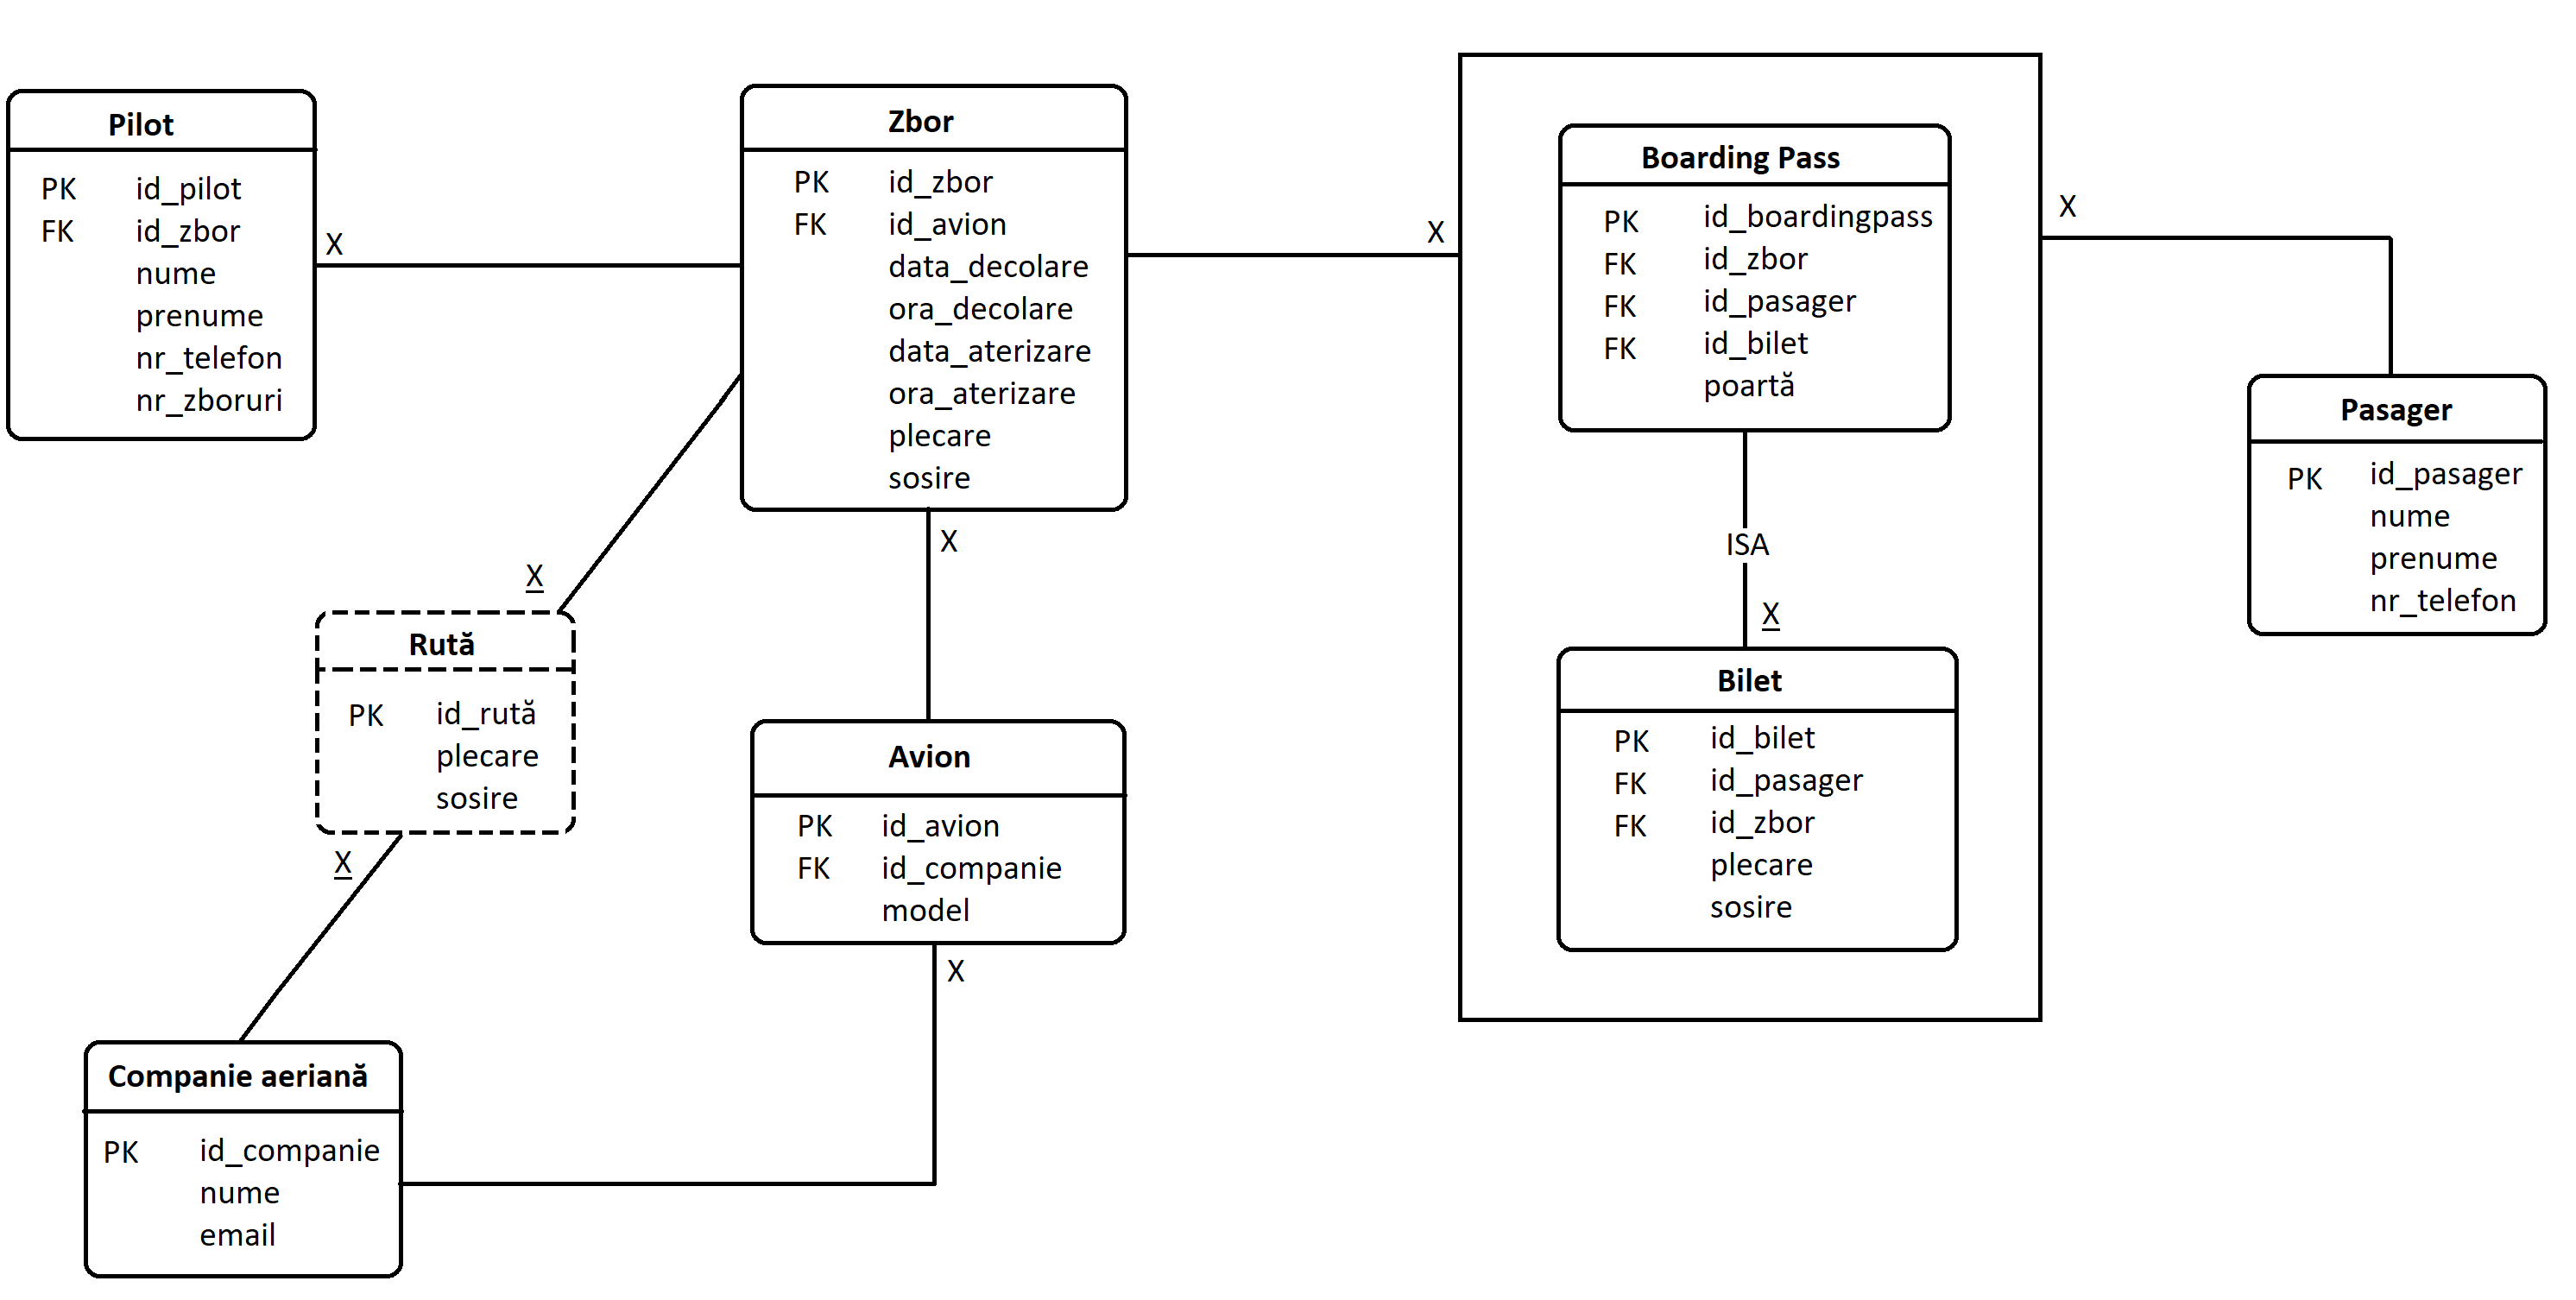 Pilot
PK id_pilot
FK id_zbor
nume
prenume
nr_telefon
nr_zboruri
X
Zbor
PK id_zbor
FK id_avion
data_decolare
ora_decolare
data_aterizare
ora_aterizare
plecare
sosire
X
X
Boarding Pass
PK id_boardingpass
FK id_zbor
FK id_pasager
FK id_bilet
poartă
ISA
X
Bilet
PK id_bilet
FK id_pasager
FK id_zbor
plecare
sosire
X
Pasager
PK id_pasager
nume
prenume
nr_telefon
X
Rută
PK id_rută
plecare
sosire
X
Avion
PK id_avion
FK id_companie
model
X
Companie aeriană
PK id_companie
nume
email